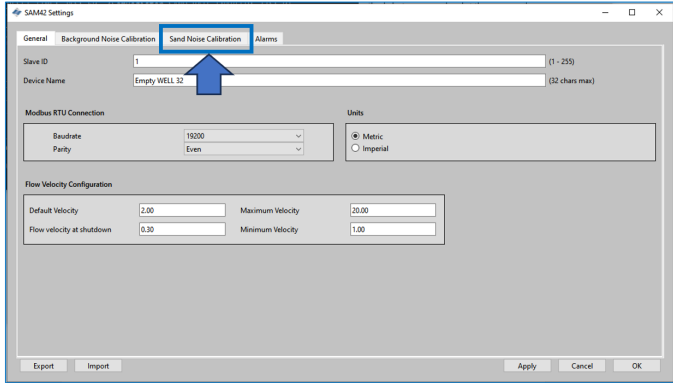 SAM42 Settings
General Background Noise Calibration Sand Noise Calibration Alarms
Slave ID 1 (1 - 255)
Device Name Empty WELL 32 (32 chars max)
Modbus RTU Connection Units
Baudrate 19200 Metric
Parity Even Imperial
Flow Velocity Configuration
Default Velocity 2.00 Maximum Velocity 20.00
Flow velocity at shutdown 0.30 Minimum Velocity 1.00
Export Import Apply Cancel OK